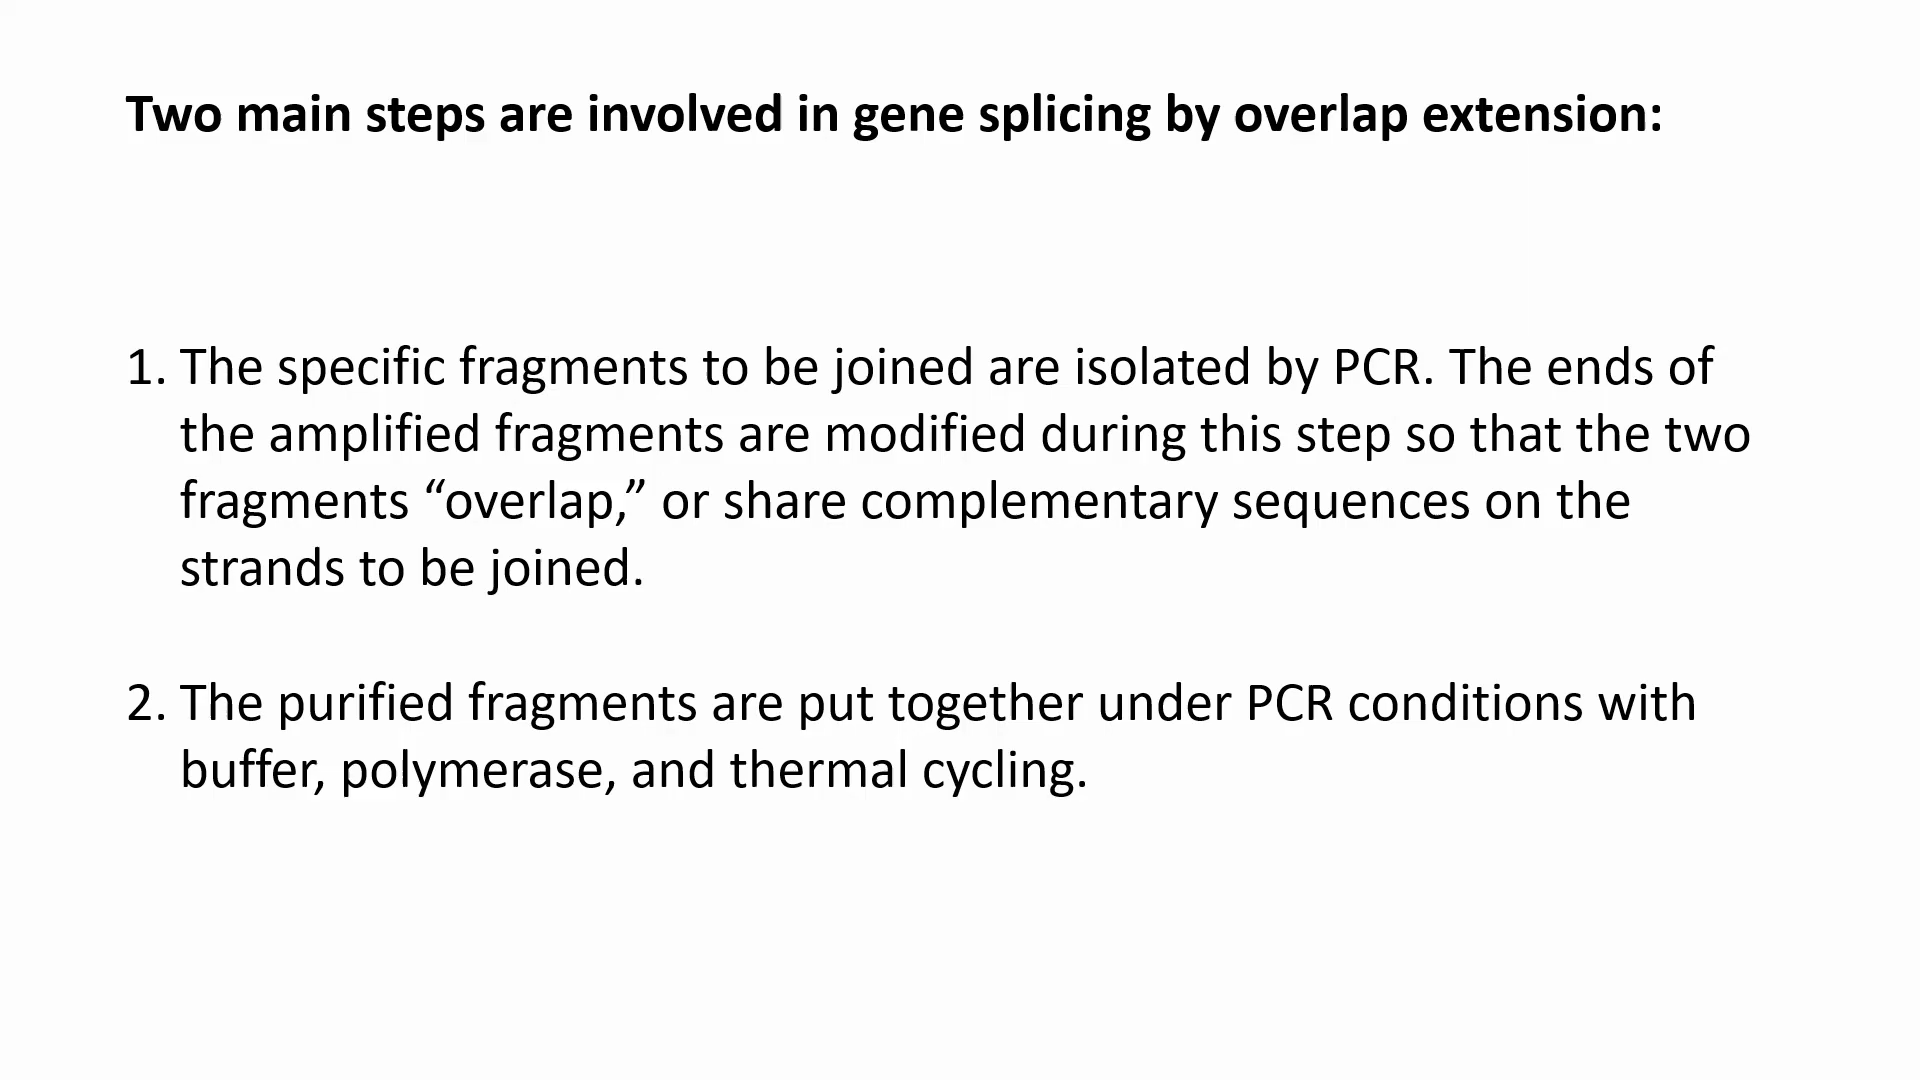 Two main steps are involved in gene splicing by overlap extension:
1. The specific fragments to be joined are isolated by PCR. The ends of
the amplified fragments are modified during this step so that the two
fragments “overlap,” or share complementary sequences on the
strands to be joined.
2. The purified fragments are put together under PCR conditions with
buffer, polymerase, and thermal cycling.